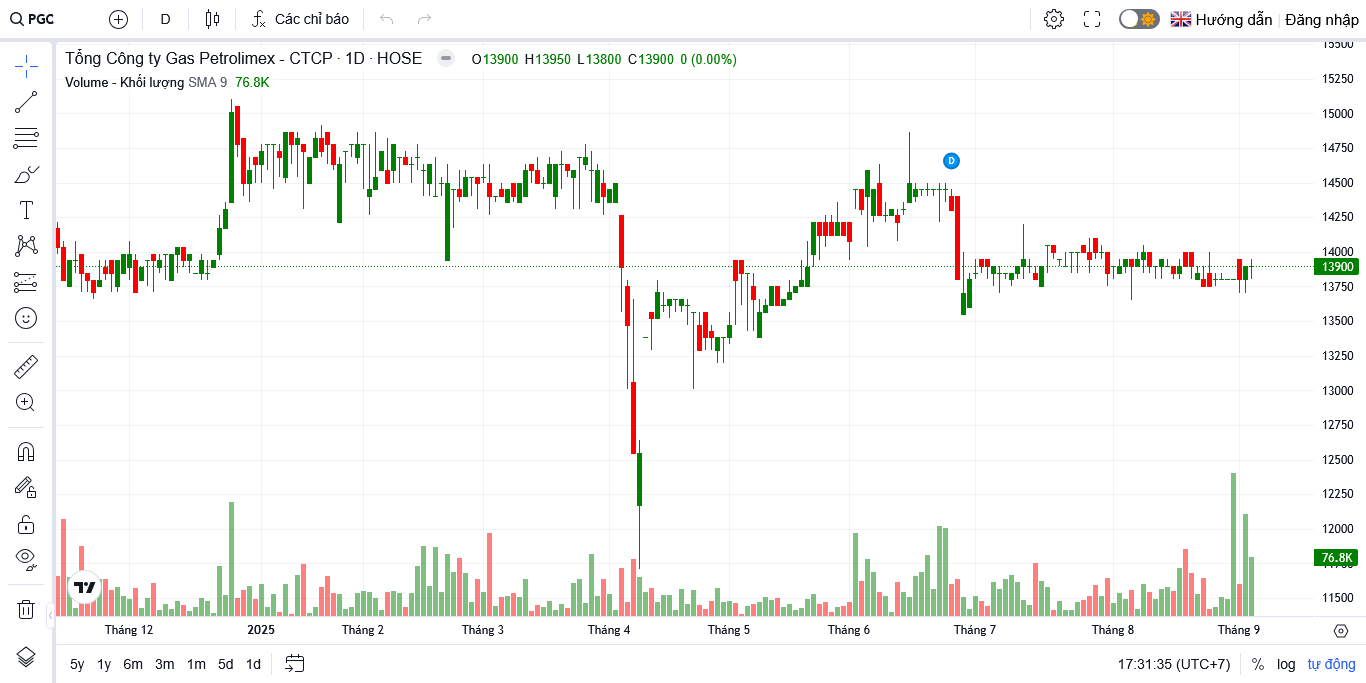 PGC
D
Các chỉ báo
Hướng dẫn
Đăng nhập
Tổng Công ty Gas Petrolimex - CTCP · 1D · HOSE
O13900 H13950 L13800 C13900 0 (0.00%)
Volume - Khối lượng SMA 9 76.8K
D
15500
15250
15000
14750
14500
14250
14000
13900
13750
13500
13250
13000
12750
12500
12250
12000
76.8K
11500
Tháng 12
2025
Tháng 2
Tháng 3
Tháng 4
Tháng 5
Tháng 6
Tháng 7
Tháng 8
Tháng 9
5y 1y 6m 3m 1m 5d 1d
17:31:35 (UTC+7)
% log tự động